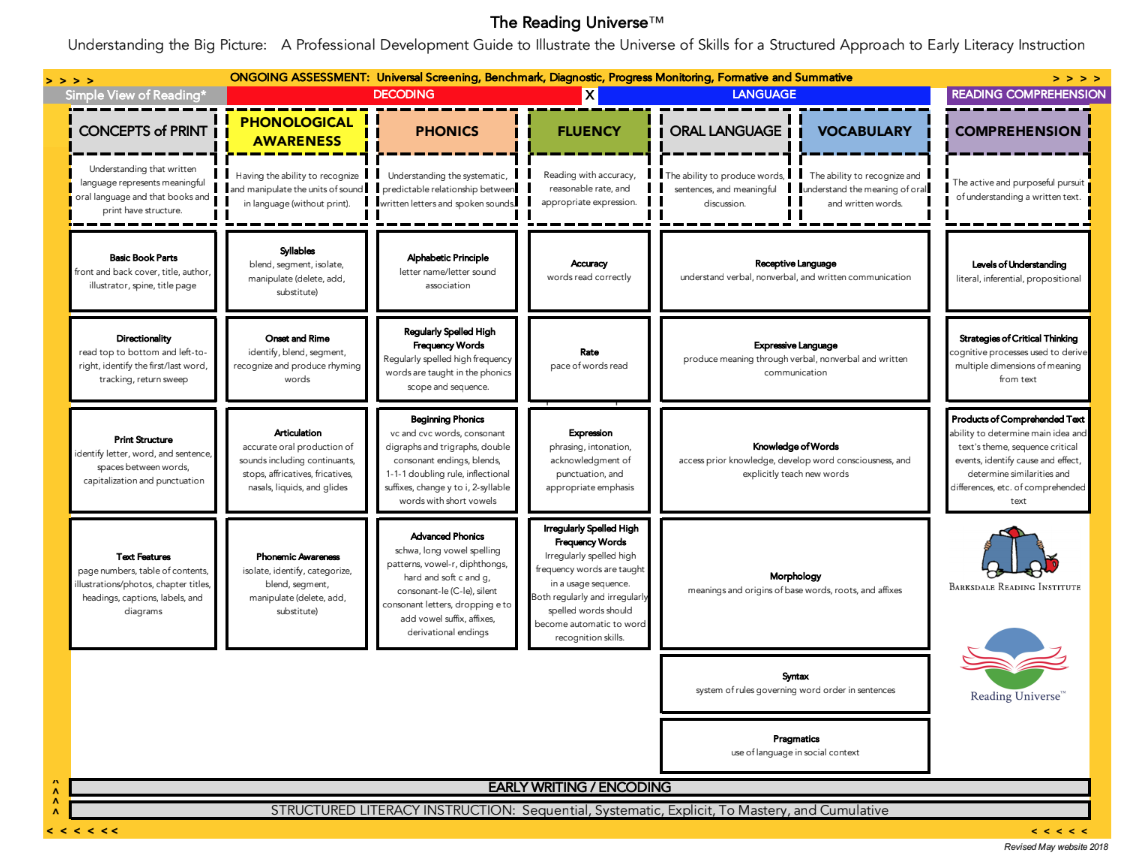 The Reading Universe™
Understanding the Big Picture: A Professional Development Guide to Illustrate the Universe of Skills for a Structured Approach to Early Literacy Instruction
> > > >
ONGOING ASSESSMENT: Universal Screening, Benchmark, Diagnostic, Progress Monitoring, Formative and Summative
> > > >
Simple View of Reading*
DECODING
X
LANGUAGE
READING COMPREHENSION
CONCEPTS of PRINT
PHONOLOGICAL
AWARENESS
PHONICS
FLUENCY
ORAL LANGUAGE
VOCABULARY
COMPREHENSION
Understanding that written
language represents meaningful
oral language and that books and
print have structure.
Having the ability to recognize
and manipulate the units of sound
in language (without print).
Understanding the systematic,
predictable relationship between
written letters and spoken sounds.
Reading with accuracy,
reasonable rate, and
appropriate expression.
The ability to produce words,
sentences, and meaningful
discussion.
The ability to recognize and
understand the meaning of oral
and written words.
The active and purposeful pursuit
of understanding a written text.
Basic Book Parts
front and back cover, title, author,
illustrator, spine, title page
Syllables
blend, segment, isolate,
manipulate (delete, add,
substitute)
Alphabetic Principle
letter name/letter sound
association
Accuracy
words read correctly
Receptive Language
understand verbal, nonverbal, and written communication
Levels of Understanding
literal, inferential, propositional
Directionality
read top to bottom and left-to-
right, identify the first/last word,
tracking, return sweep
Onset and Rime
identify, blend, segment,
recognize and produce rhyming
words
Regularly Spelled High
Frequency Words
Regularly spelled high frequency
words are taught in the phonics
scope and sequence.
Rate
pace of words read
Expressive Language
produce meaning through verbal, nonverbal and written
communication
Strategies of Critical Thinking
cognitive processes used to derive
multiple dimensions of meaning
from text
Print Structure
identify letter, word, and sentence,
spaces between words,
capitalization and punctuation
Articulation
accurate oral production of
sounds including continuants,
stops, affricatives, fricatives,
nasals, liquids, and glides
Beginning Phonics
vc and cvc words, consonant
digraphs and trigraphs, double
consonant endings, blends,
1-1-1 doubling rule, inflectional
suffixes, change y to i, 2-syllable
words with short vowels
Expression
phrasing, intonation,
acknowledgment of
punctuation, and
appropriate emphasis
Knowledge of Words
access prior knowledge, develop word consciousness, and
explicitly teach new words
Products of Comprehended Text
ability to determine main idea and
text's theme, sequence critical
events, identify cause and effect,
determine similarities and
differences, etc. of comprehended
text
Text Features
page numbers, table of contents,
illustrations/photos, chapter titles,
headings, captions, labels, and
diagrams
Phonemic Awareness
isolate, identify, categorize,
blend, segment,
manipulate (delete, add,
substitute)
Advanced Phonics
schwa, long vowel spelling
patterns, vowel-r, diphthongs,
hard and soft c and g,
consonant-le (C-le), silent
consonant letters, dropping e to
add vowel suffix, affixes,
derivational endings
Irregularly Spelled High
Frequency Words
Irregularly spelled high
frequency words are taught
in a usage sequence.
Both regularly and irregularly
spelled words should
become automatic to word
recognition skills.
Morphology
meanings and origins of base words, roots, and affixes
BARKSDALE READING INSTITUTE
Syntax
system of rules governing word order in sentences
Reading Universe™
Pragmatics
use of language in social context
EARLY WRITING / ENCODING
STRUCTURED LITERACY INSTRUCTION: Sequential, Systematic, Explicit, To Mastery, and Cumulative
^
^
^
^
< < < < < <
< < < < <
Revised May website 2018